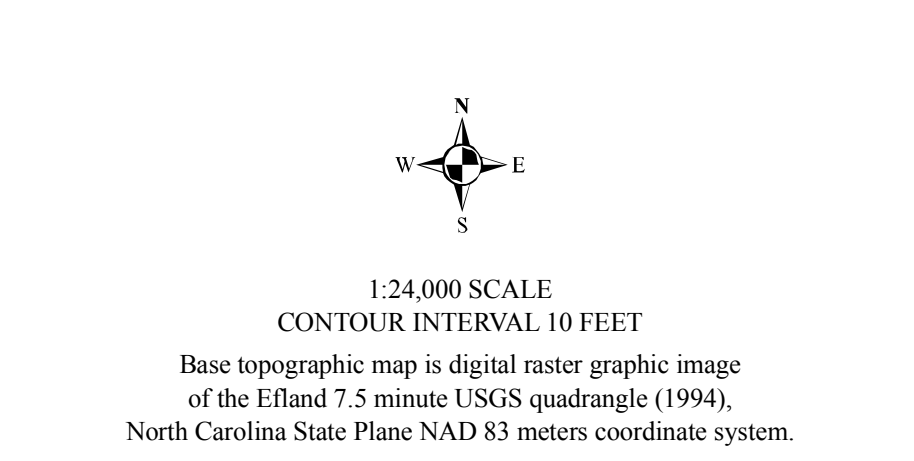 N
W E
S
1:24,000 SCALE
CONTOUR INTERVAL 10 FEET
Base topographic map is digital raster graphic image
of the Efland 7.5 minute USGS quadrangle (1994),
North Carolina State Plane NAD 83 meters coordinate system.